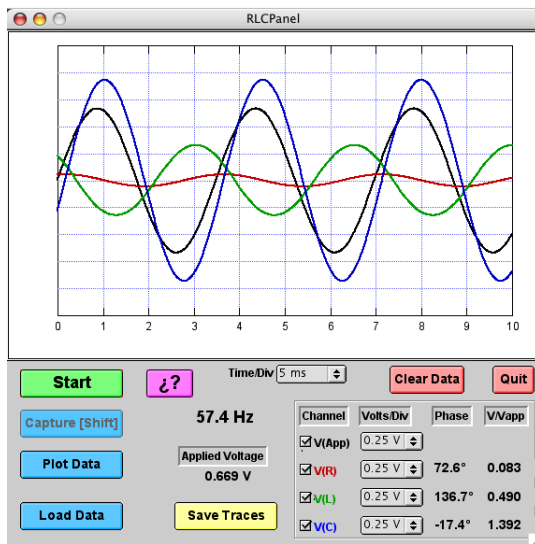 RLCPanel
0 1 2 3 4 5 6 7 8 9 10
Start
¿?
Time/Div 5 ms
Clear Data
Quit
Capture [Shift]
57.4 Hz
Channel Volts/Div Phase V/Vapp
V(App) 0.25 V
Plot Data
Applied Voltage
0.669 V
V(R) 0.25 V 72.6° 0.083
V(L) 0.25 V 136.7° 0.490
Load Data
Save Traces
V(C) 0.25 V -17.4° 1.392